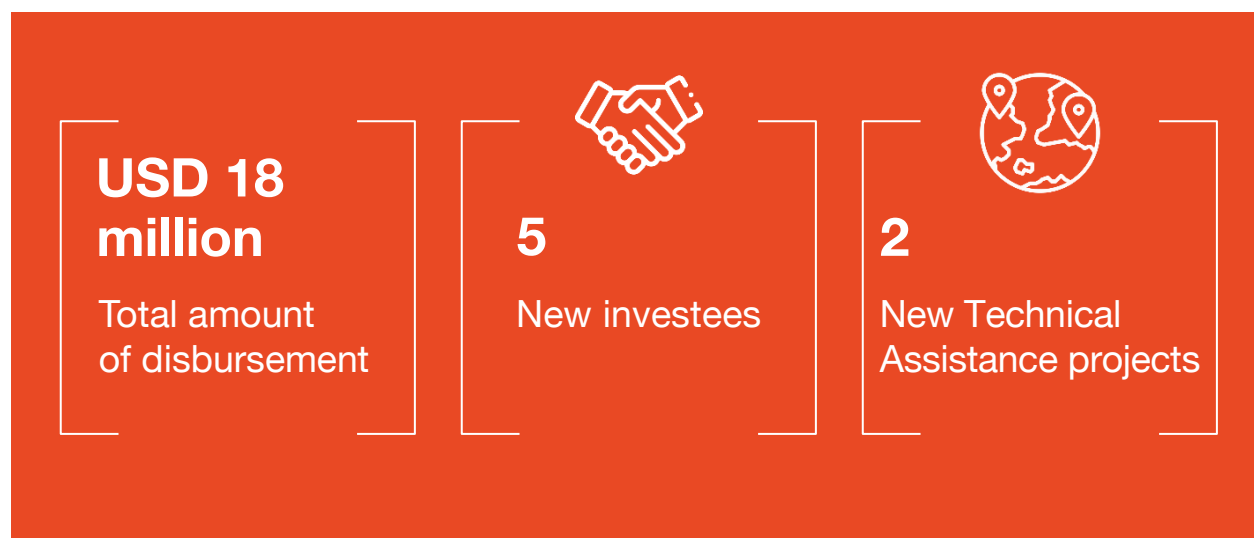 USD 18
million
Total amount
of disbursement
5
New investees
2
New Technical
Assistance projects